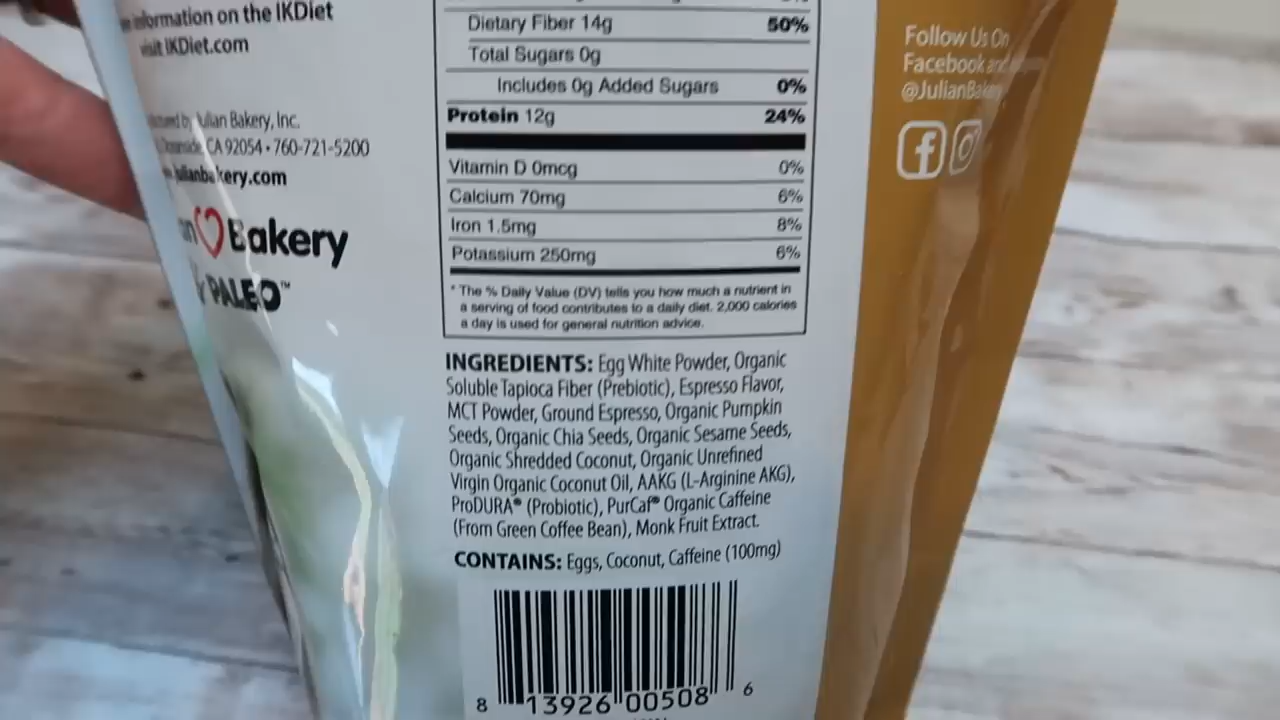 information on the IKDiet
visit IKDiet.com
by Julian Bakery, Inc.
CA 92054 • 760-721-5200
Bakery
PALEO™
Dietary Fiber 14g 50%
Total Sugars 0g
Includes 0g Added Sugars 0%
Protein 12g 24%
Vitamin D 0mcg 0%
Calcium 70mg 6%
Iron 1.5mg 8%
Potassium 250mg 6%
* The % Daily Value (DV) tells you how much a nutrient in
a serving of food contributes to a daily diet. 2,000 calories
a day is used for general nutrition advice.
INGREDIENTS: Egg White Powder, Organic
Soluble Tapioca Fiber (Prebiotic), Espresso Flavor,
MCT Powder, Ground Espresso, Organic Pumpkin
Seeds, Organic Chia Seeds, Organic Sesame Seeds,
Organic Shredded Coconut, Organic Unrefined
Virgin Organic Coconut Oil, AAKG (L-Arginine AKG),
ProDURA® (Probiotic), PurCaf® Organic Caffeine
(From Green Coffee Bean), Monk Fruit Extract.
CONTAINS: Eggs, Coconut, Caffeine (100mg)
8 13926 00508 6
Follow Us On
Facebook and
@JulianBakery